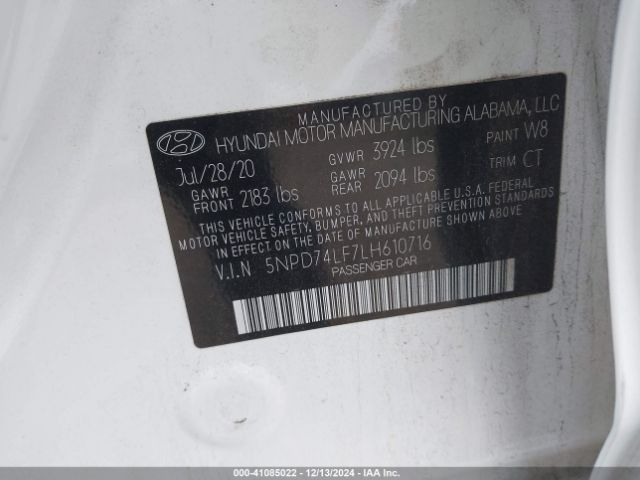 MANUFACTURED BY
HYUNDAI MOTOR MANUFACTURING ALABAMA, LLC
Jul/28/20 GVWR 3924 lbs PAINT W8
GAWR FRONT 2183 lbs GAWR REAR 2094 lbs TRIM CT
THIS VEHICLE CONFORMS TO ALL APPLICABLE U.S.A. FEDERAL
MOTOR VEHICLE SAFETY, BUMPER, AND THEFT PREVENTION STANDARDS
IN EFFECT ON THE DATE OF MANUFACTURE SHOWN ABOVE.
V.I.N 5NPD74LF7LH610716
PASSENGER CAR
000-41085022 - 12/13/2024 - IAAI.COM